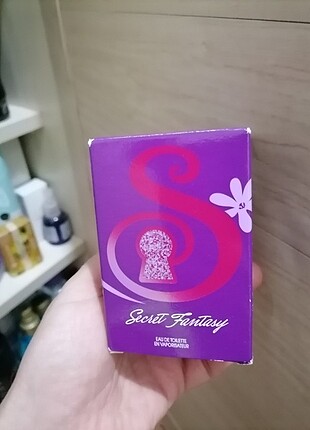 S
Secret Fantasy
EAU DE TOILETTE
EN VAPORISATEUR